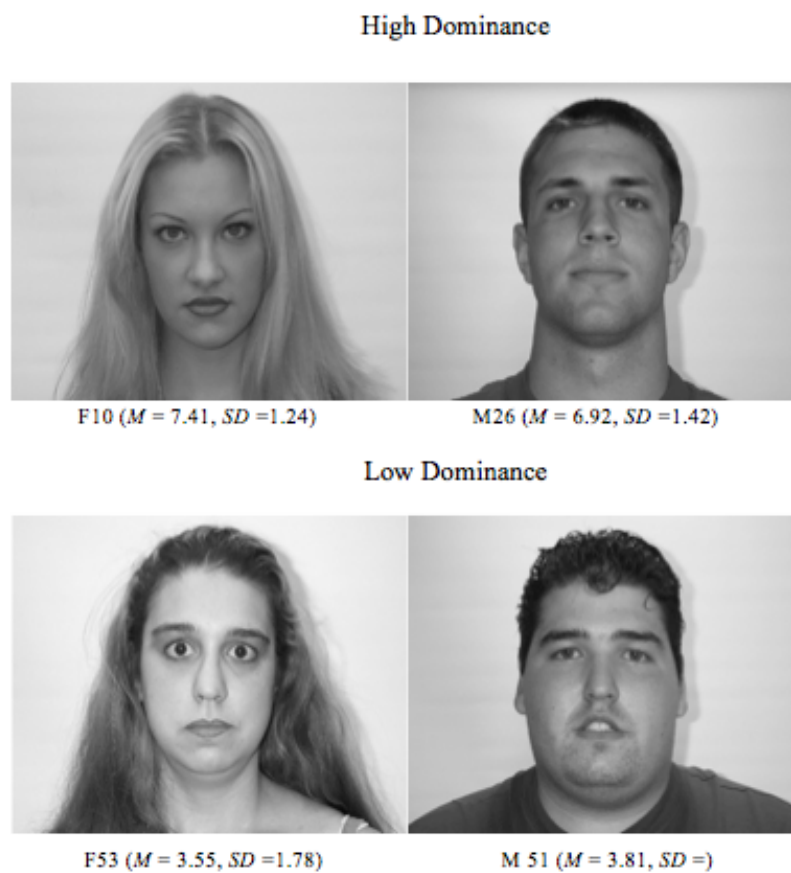 High Dominance
F10 (M = 7.41, SD =1.24)
M26 (M = 6.92, SD =1.42)
Low Dominance
F53 (M = 3.55, SD =1.78)
M 51 (M = 3.81, SD =)